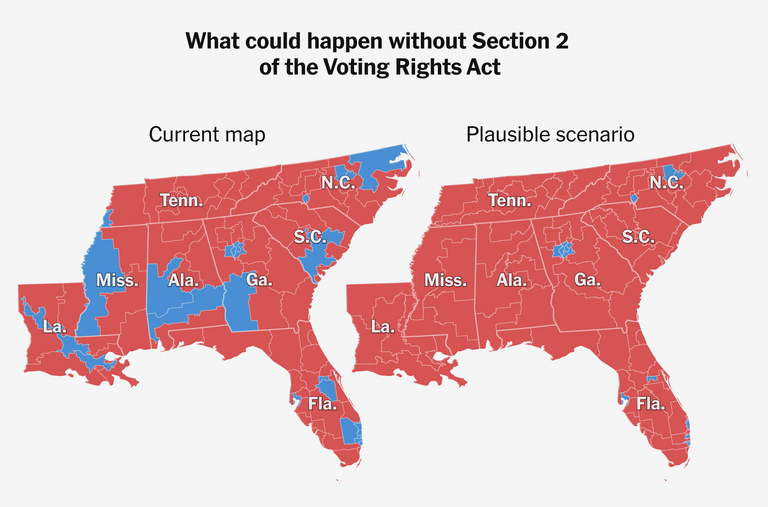 What could happen without Section 2
of the Voting Rights Act
Current map
Plausible scenario
N.C.
Tenn.
S.C.
Miss.
Ala.
Ga.
La.
Fla.
N.C.
Tenn.
S.C.
Miss.
Ala.
Ga.
La.
Fla.